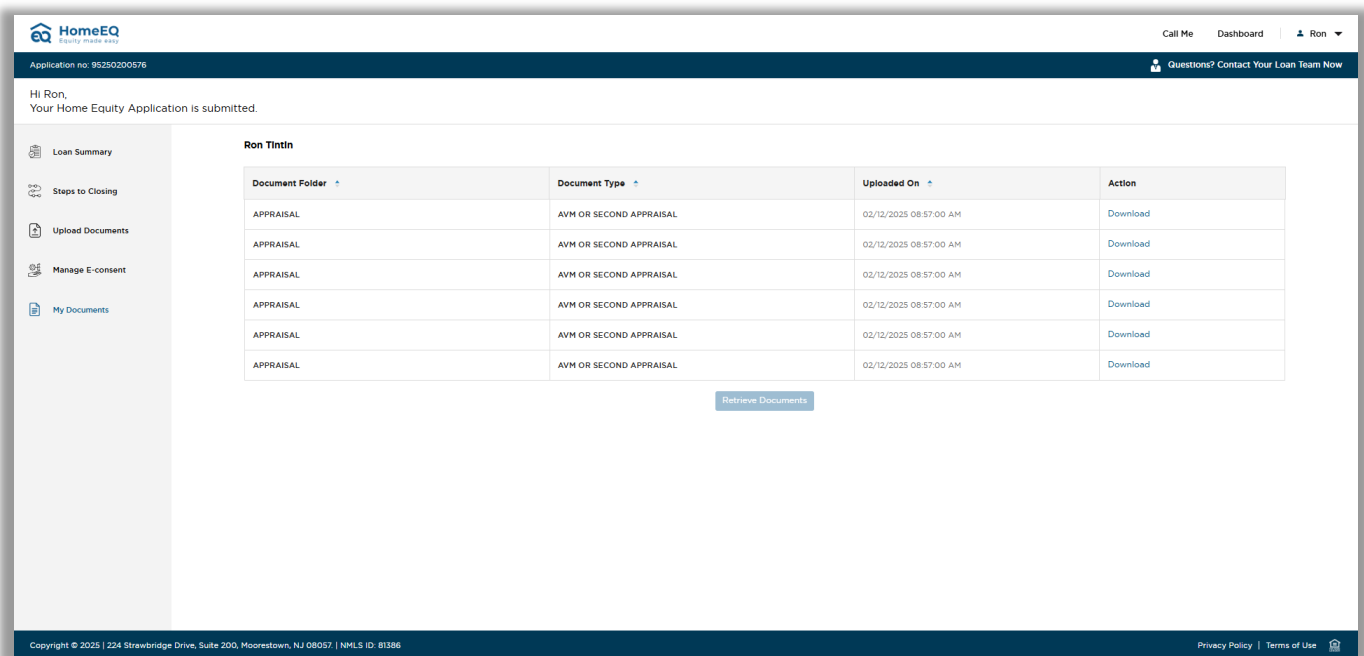 HomeEQ
Equity made easy
Call Me Dashboard Ron
Application no: 95250200576 Questions? Contact Your Loan Team Now
Hi Ron,
Your Home Equity Application is submitted.
Loan Summary
Steps to Closing
Upload Documents
Manage E-consent
My Documents
Ron Tintin
Document Folder Document Type Uploaded On Action
APPRAISAL AVM OR SECOND APPRAISAL 02/12/2025 08:57:00 AM Download
APPRAISAL AVM OR SECOND APPRAISAL 02/12/2025 08:57:00 AM Download
APPRAISAL AVM OR SECOND APPRAISAL 02/12/2025 08:57:00 AM Download
APPRAISAL AVM OR SECOND APPRAISAL 02/12/2025 08:57:00 AM Download
APPRAISAL AVM OR SECOND APPRAISAL 02/12/2025 08:57:00 AM Download
APPRAISAL AVM OR SECOND APPRAISAL 02/12/2025 08:57:00 AM Download
Retrieve Documents
Copyright © 2025 | 224 Strawbridge Drive, Suite 200, Moorestown, NJ 08057. | NMLS ID: 81386 Privacy Policy | Terms of Use